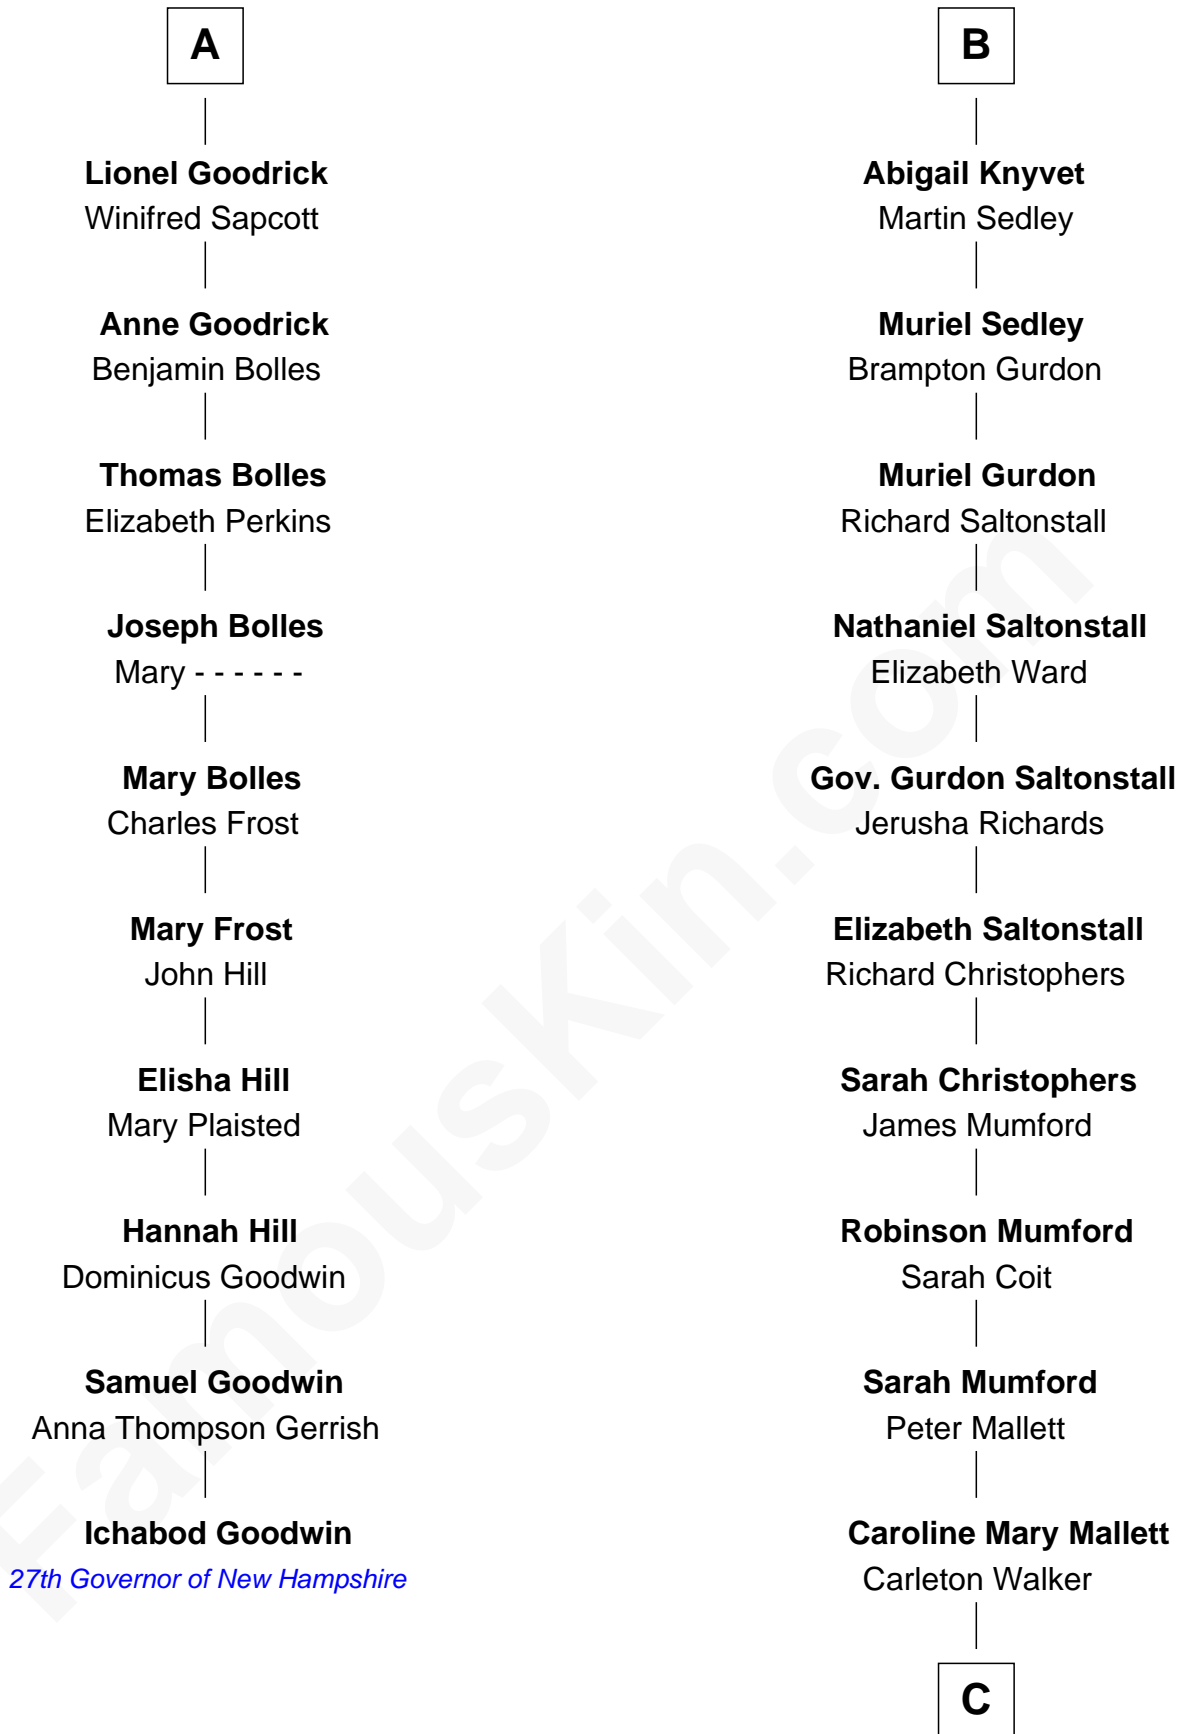 A
Lionel Goodrick
Winifred Sapcott
Anne Goodrick
Benjamin Bolles
Thomas Bolles
Elizabeth Perkins
Joseph Bolles
Mary - - - - - -
Mary Bolles
Charles Frost
Mary Frost
John Hill
Elisha Hill
Mary Plaisted
Hannah Hill
Dominicus Goodwin
Samuel Goodwin
Anna Thompson Gerrish
Ichabod Goodwin
27th Governor of New Hampshire
B
Abigail Knyvet
Martin Sedley
Muriel Sedley
Brampton Gurdon
Muriel Gurdon
Richard Saltonstall
Nathaniel Saltonstall
Elizabeth Ward
Gov. Gurdon Saltonstall
Jerusha Richards
Elizabeth Saltonstall
Richard Christophers
Sarah Christophers
James Mumford
Robinson Mumford
Sarah Coit
Sarah Mumford
Peter Mallett
Caroline Mary Mallett
Carleton Walker
C
FamousKin.com